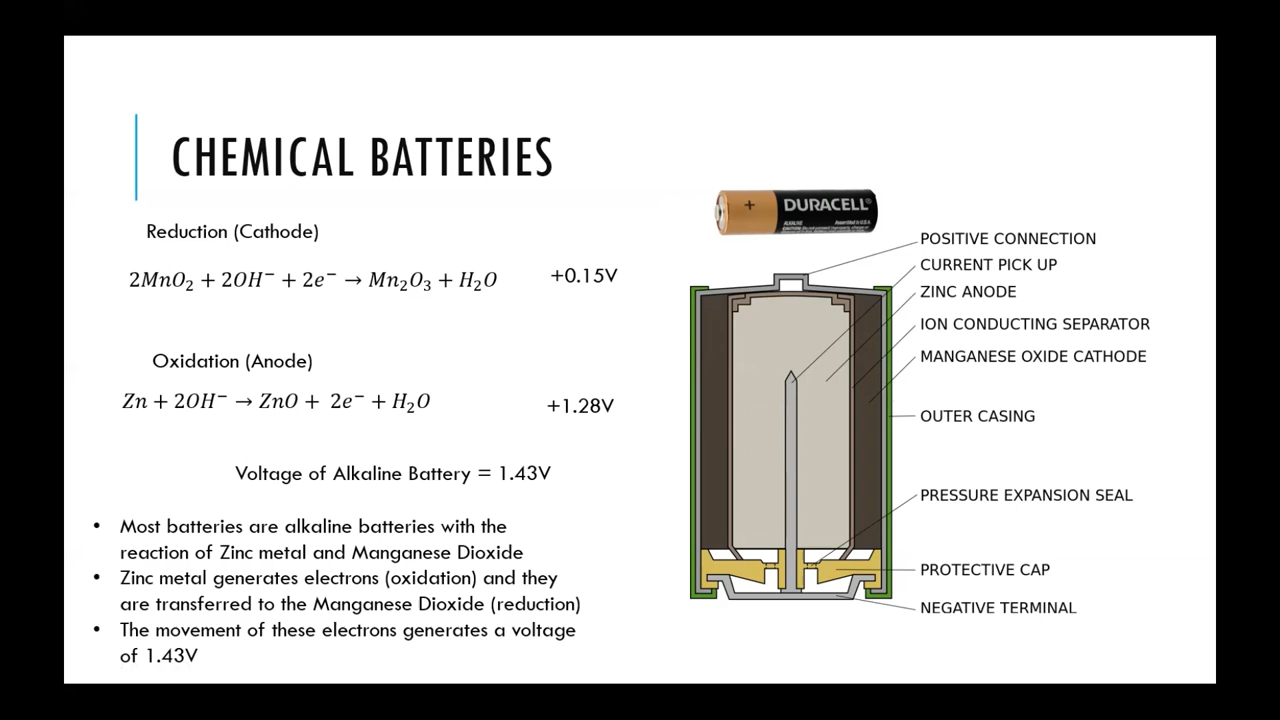 CHEMICAL BATTERIES
Reduction (Cathode)
2MnO₂ + 2OH⁻ + 2e⁻ → Mn₂O₃ + H₂O
+0.15V
Oxidation (Anode)
Zn + 2OH⁻ → ZnO + 2e⁻ + H₂O
+1.28V
Voltage of Alkaline Battery = 1.43V
• Most batteries are alkaline batteries with the
reaction of Zinc metal and Manganese Dioxide
• Zinc metal generates electrons (oxidation) and they
are transferred to the Manganese Dioxide (reduction)
• The movement of these electrons generates a voltage
of 1.43V
+
DURACELL®
ALKALINE
POSITIVE CONNECTION
CURRENT PICK UP
ZINC ANODE
ION CONDUCTING SEPARATOR
MANGANESE OXIDE CATHODE
OUTER CASING
PRESSURE EXPANSION SEAL
PROTECTIVE CAP
NEGATIVE TERMINAL